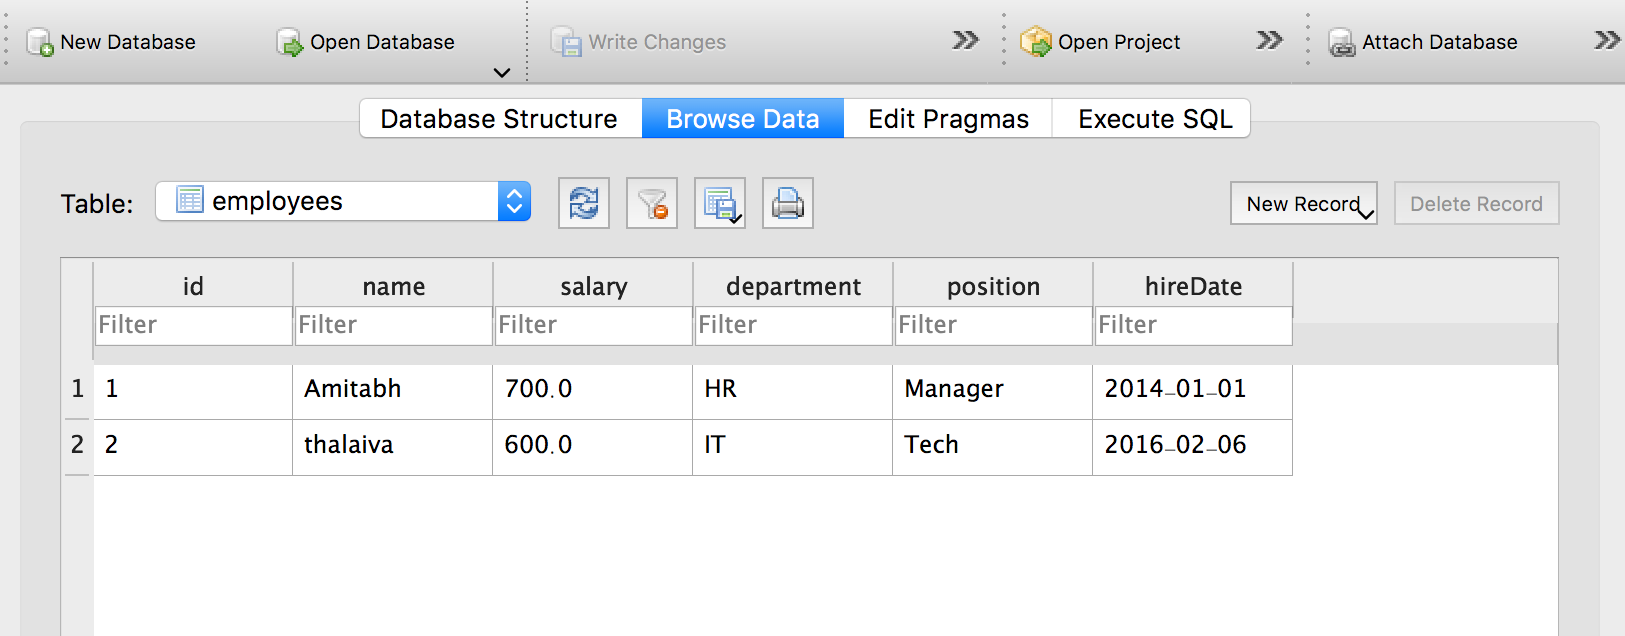 New Database Open Database Write Changes Open Project Attach Database
Database Structure Browse Data Edit Pragmas Execute SQL
Table: employees New Record Delete Record
id name salary department position hireDate
Filter Filter Filter Filter Filter Filter
1 1 Amitabh 700.0 HR Manager 2014-01-01
2 2 thalaiva 600.0 IT Tech 2016-02-06